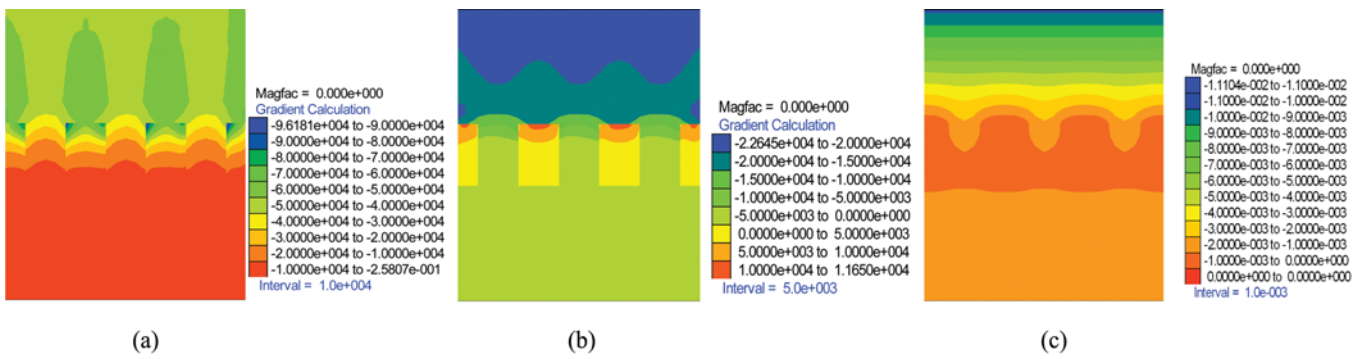 Magfac = 0.000e+000
Gradient Calculation
-9.6181e+004 to -9.0000e+004
-9.0000e+004 to -8.0000e+004
-8.0000e+004 to -7.0000e+004
-7.0000e+004 to -6.0000e+004
-6.0000e+004 to -5.0000e+004
-5.0000e+004 to -4.0000e+004
-4.0000e+004 to -3.0000e+004
-3.0000e+004 to -2.0000e+004
-2.0000e+004 to -1.0000e+004
-1.0000e+004 to -2.5807e-001
Interval = 1.0e+004
Magfac = 0.000e+000
Gradient Calculation
-2.2645e+004 to -2.0000e+004
-2.0000e+004 to -1.5000e+004
-1.5000e+004 to -1.0000e+004
-1.0000e+004 to -5.0000e+003
-5.0000e+003 to 0.0000e+000
0.0000e+000 to 5.0000e+003
5.0000e+003 to 1.0000e+004
1.0000e+004 to 1.1650e+004
Interval = 5.0e+003
Magfac = 0.000e+000
-1.1104e-002 to -1.1000e-002
-1.1000e-002 to -1.0000e-002
-1.0000e-002 to -9.0000e-003
-9.0000e-003 to -8.0000e-003
-8.0000e-003 to -7.0000e-003
-7.0000e-003 to -6.0000e-003
-6.0000e-003 to -5.0000e-003
-5.0000e-003 to -4.0000e-003
-4.0000e-003 to -3.0000e-003
-3.0000e-003 to -2.0000e-003
-2.0000e-003 to -1.0000e-003
-1.0000e-003 to 0.0000e+000
0.0000e+000 to 0.0000e+000
Interval = 1.0e-003
(a)
(b)
(c)